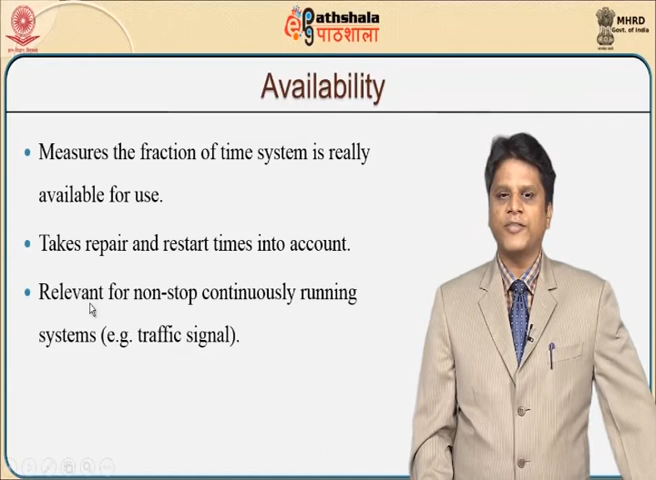 ePathshala
पाठशाला
MHRD
Govt. of India
Availability
• Measures the fraction of time system is really
available for use.
• Takes repair and restart times into account.
• Relevant for non-stop continuously running
systems (e.g. traffic signal).